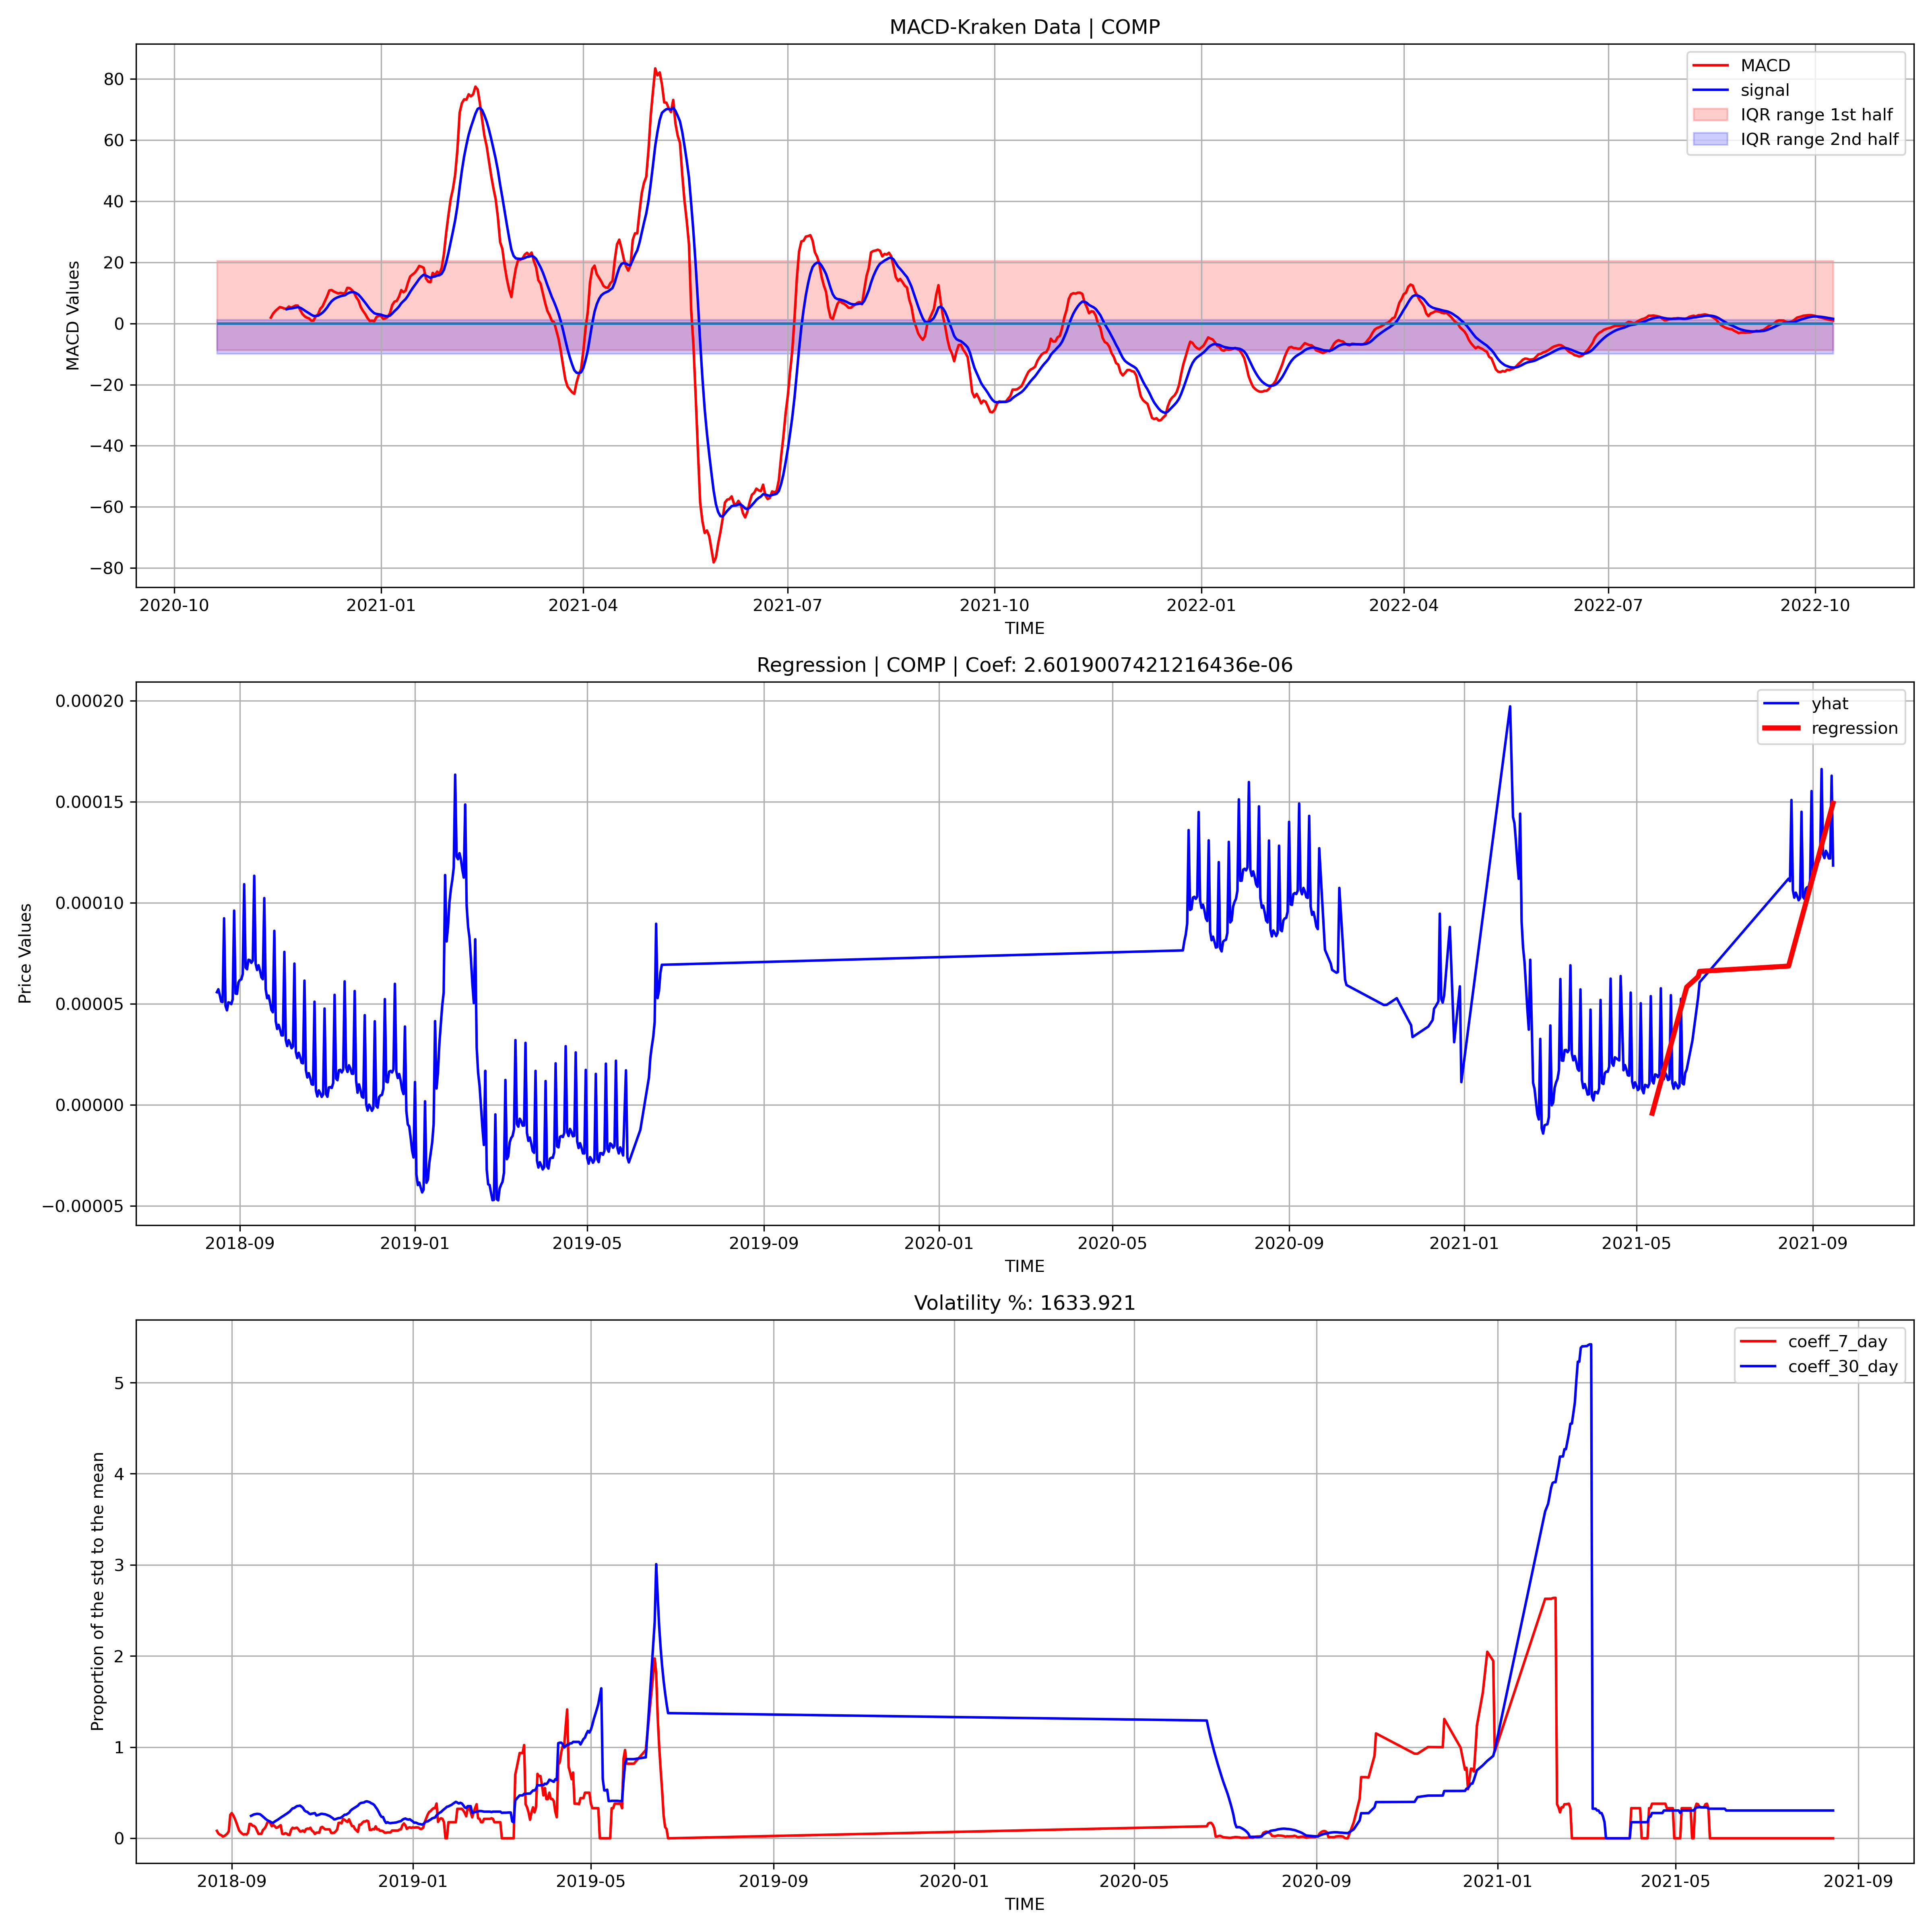 MACD-Kraken Data | COMP
MACD Values
80
60
40
20
0
−20
−40
−60
−80
MACD
signal
IQR range 1st half
IQR range 2nd half
2020-10 2021-01 2021-04 2021-07 2021-10 2022-01 2022-04 2022-07 2022-10
TIME
Regression | COMP | Coef: 2.6019007421216436e-06
Price Values
0.00020
0.00015
0.00010
0.00005
0.00000
−0.00005
yhat
regression
2018-09 2019-01 2019-05 2019-09 2020-01 2020-05 2020-09 2021-01 2021-05 2021-09
TIME
Volatility %: 1633.921
Proportion of the std to the mean
5
4
3
2
1
0
coeff_7_day
coeff_30_day
2018-09 2019-01 2019-05 2019-09 2020-01 2020-05 2020-09 2021-01 2021-05 2021-09
TIME